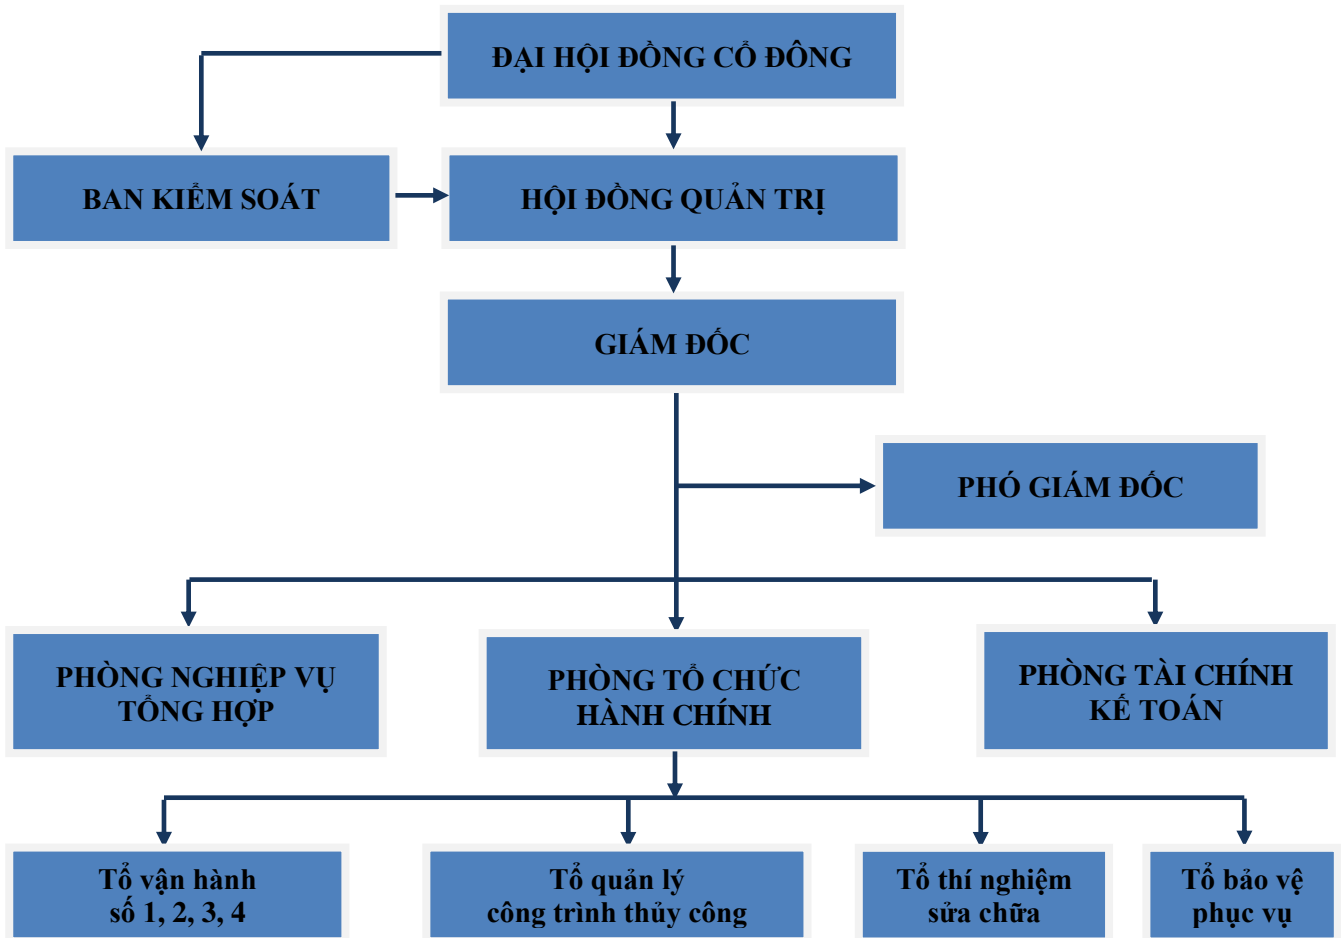 ĐẠI HỘI ĐỒNG CỔ ĐÔNG
BAN KIỂM SOÁT
HỘI ĐỒNG QUẢN TRỊ
GIÁM ĐỐC
PHÓ GIÁM ĐỐC
PHÒNG NGHIỆP VỤ
TỔNG HỢP
PHÒNG TỔ CHỨC
HÀNH CHÍNH
PHÒNG TÀI CHÍNH
KẾ TOÁN
Tổ vận hành
số 1, 2, 3, 4
Tổ quản lý
công trình thủy công
Tổ thí nghiệm
sửa chữa
Tổ bảo vệ
phục vụ